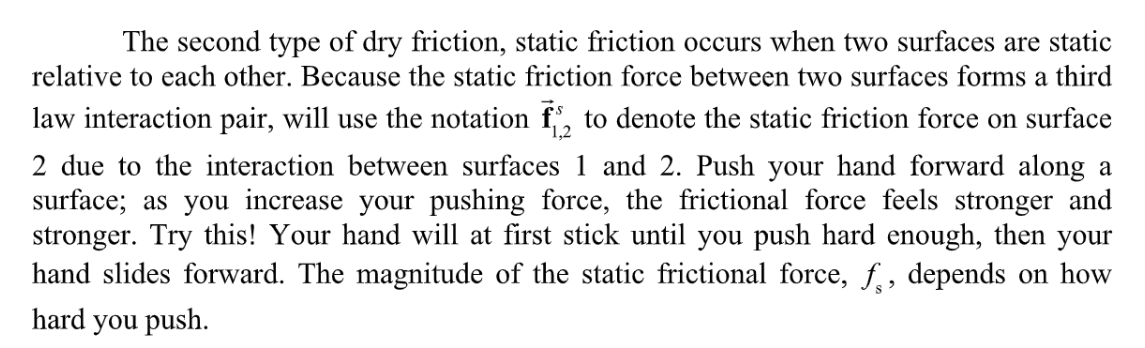 The second type of dry friction, static friction occurs when two surfaces are static
relative to each other. Because the static friction force between two surfaces forms a third
law interaction pair, will use the notation $\vec{\mathbf{f}}^{s}_{1,2}$ to denote the static friction force on surface
2 due to the interaction between surfaces 1 and 2. Push your hand forward along a
surface; as you increase your pushing force, the frictional force feels stronger and
stronger. Try this! Your hand will at first stick until you push hard enough, then your
hand slides forward. The magnitude of the static frictional force, $f_{s}$, depends on how
hard you push.